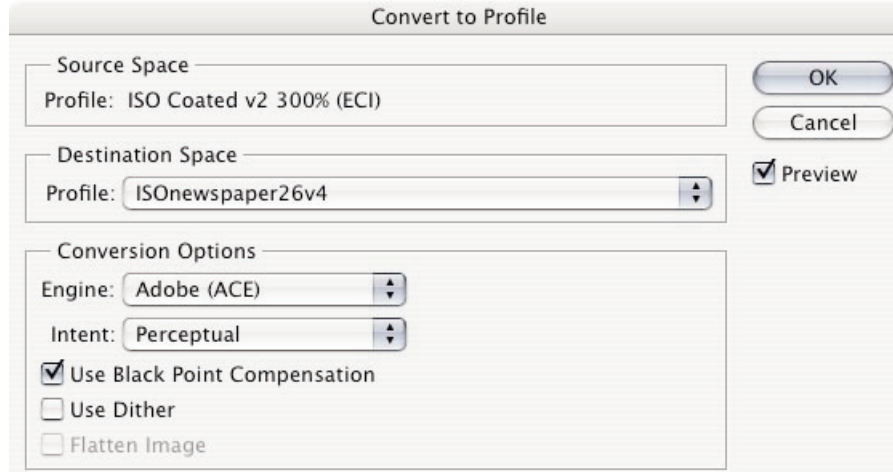 Convert to Profile
Source Space
Profile: ISO Coated v2 300% (ECI)
OK
Cancel
Destination Space
Profile: ISOnewspaper26v4
Preview
Conversion Options
Engine: Adobe (ACE)
Intent: Perceptual
Use Black Point Compensation
Use Dither
Flatten Image